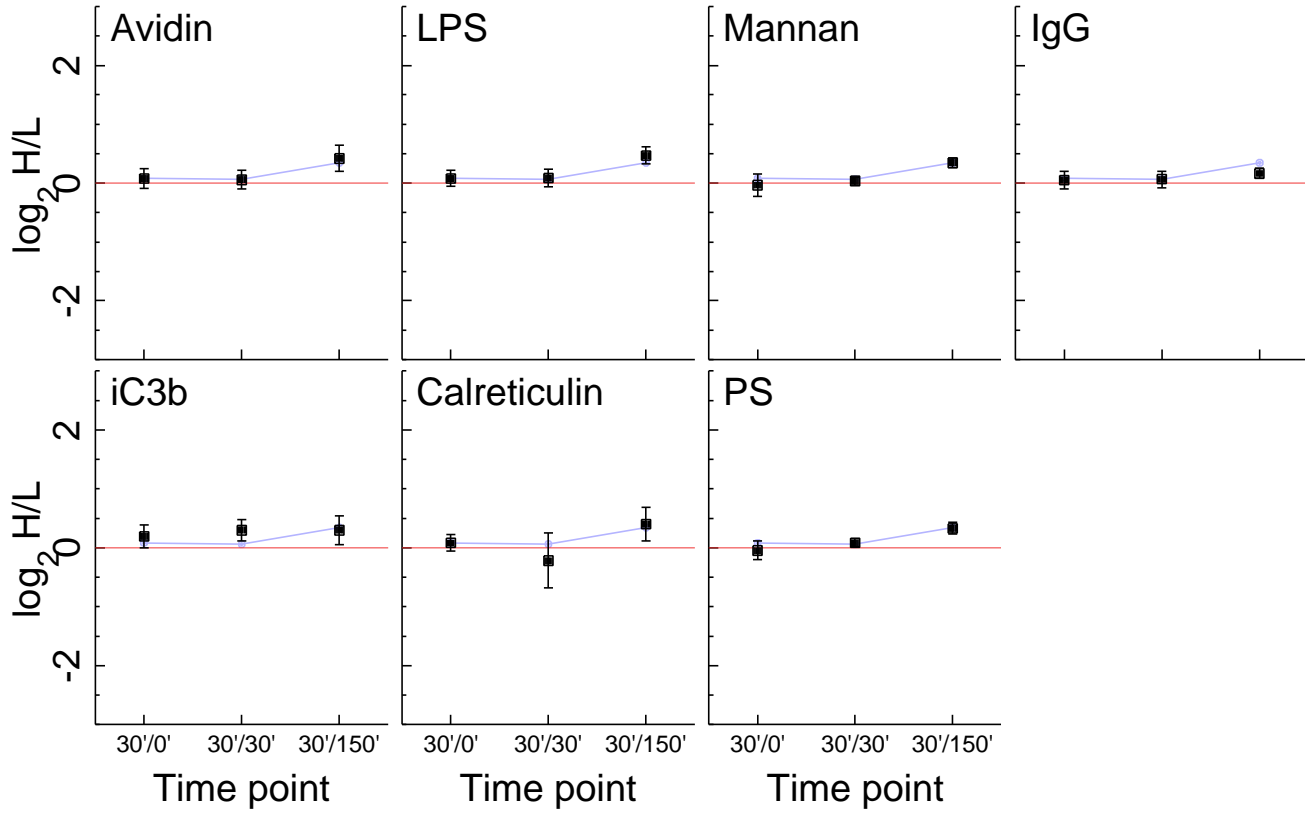 Avidin
LPS
Mannan
IgG
2
0
-2
log2 H/L
iC3b
Calreticulin
PS
2
0
-2
log2 H/L
30'/0' 30'/30' 30'/150'
30'/0' 30'/30' 30'/150'
30'/0' 30'/30' 30'/150'
Time point
Time point
Time point